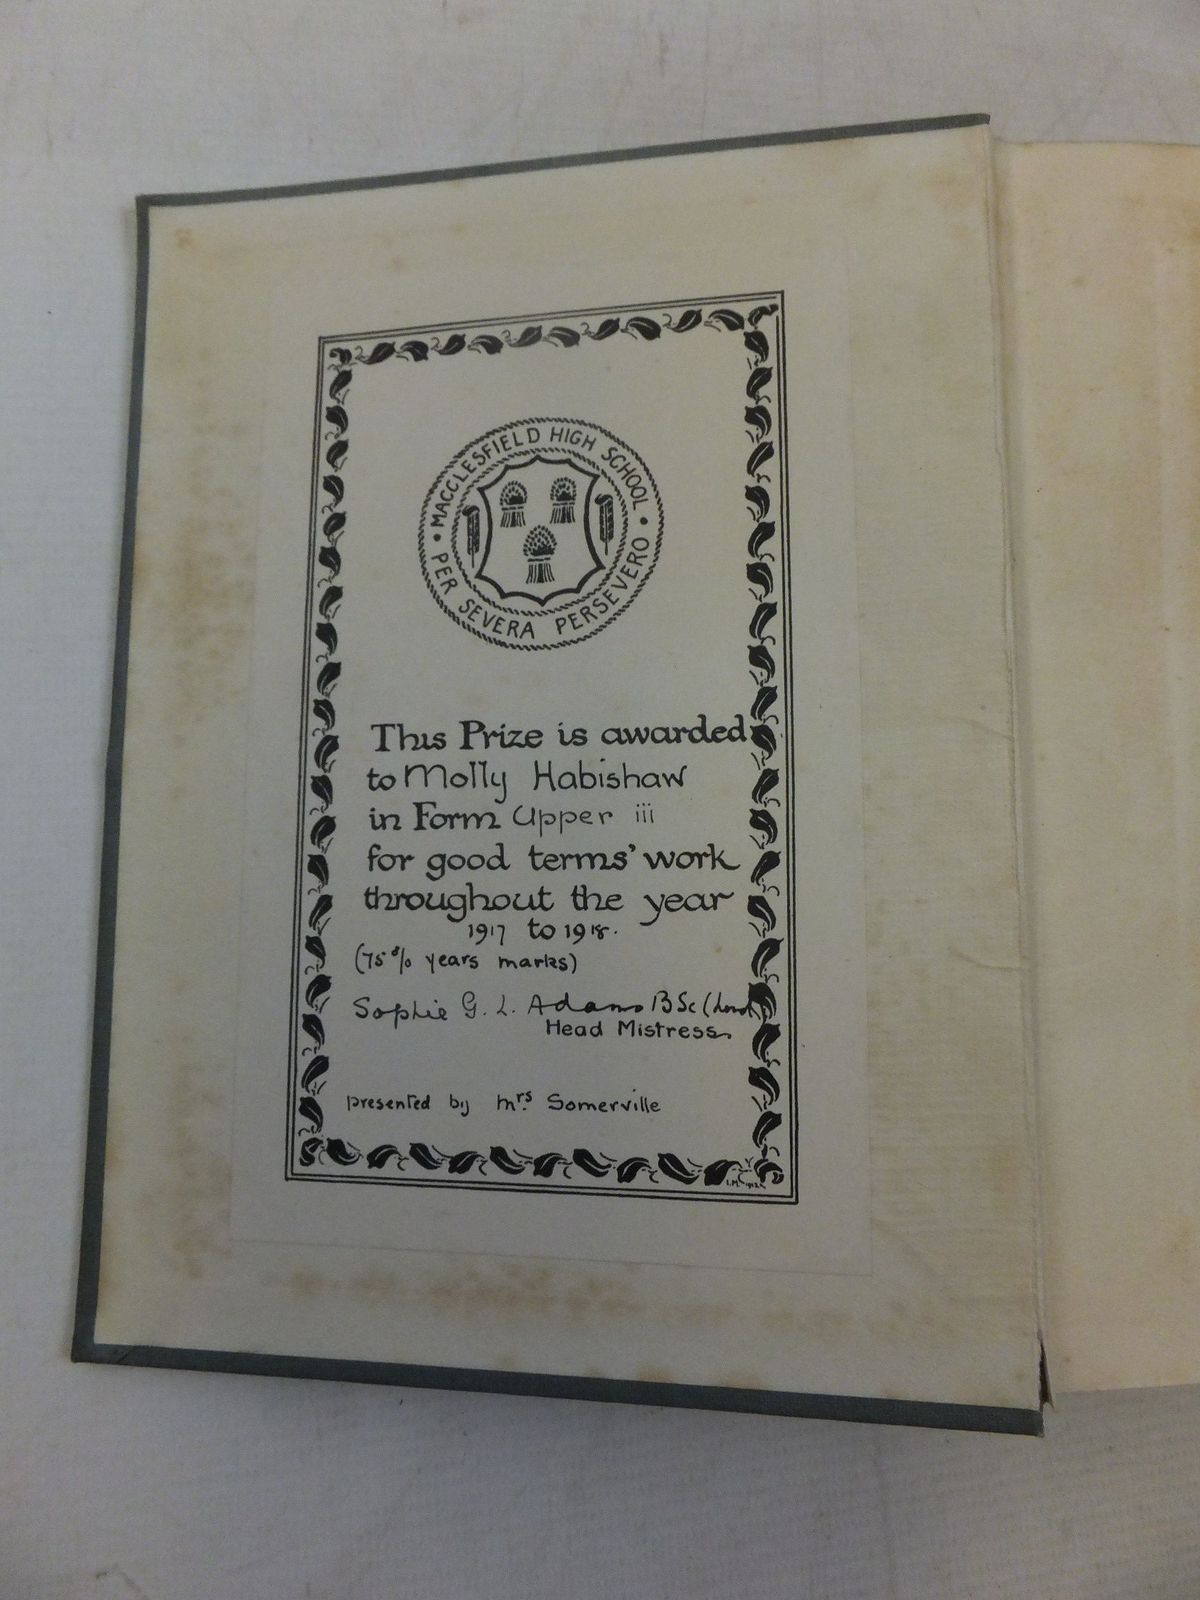 • MACCLESFIELD HIGH SCHOOL •
PER SEVERA PERSEVERO
This Prize is awarded
to Molly Habishaw
in Form Upper iii
for good terms' work
throughout the year
1917 to 1918.
(75% years marks)
Sophie G. L. Adams BSc (Lond
Head Mistress
presented by Mrs Somerville